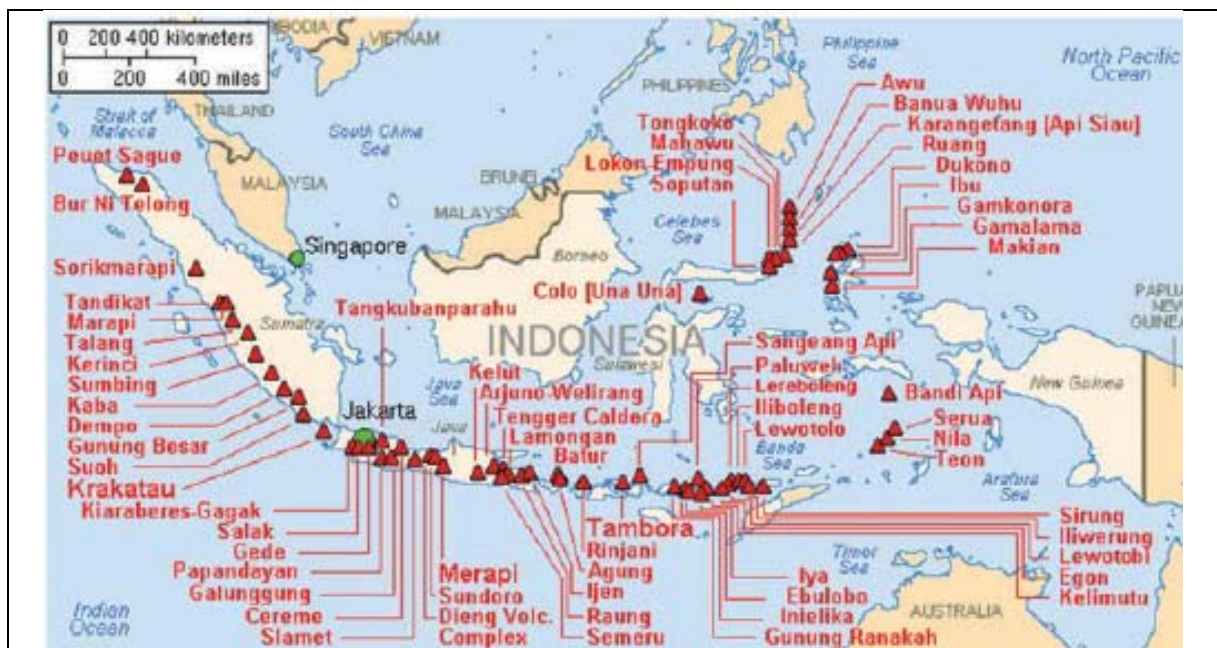 0 200 400 kilometers
0 200 400 miles
CAMBODIA
VIETNAM
THAILAND
Strait of
Malacca
South China
Sea
MALAYSIA
Singapore
BRUNEI
MALAYSIA
Borneo
PHILIPPINES
Philippine
Sea
North Pacific
Ocean
Celebes
Sea
INDONESIA
Sumatra
Sulawesi
Jakarta
Java
Sea
Java
Banda
Sea
New Guinea
PAPUA
NEW
GUINEA
Arafura
Sea
Timor
Sea
AUSTRALIA
Indian
Ocean
Peuet Sague
Bur Ni Telong
Sorikmarapi
Tandikat
Marapi
Talang
Kerinci
Sumbing
Kaba
Dempo
Gunung Besar
Suoh
Krakatau
Kiaraberes-Gagak
Salak
Gede
Papandayan
Galunggung
Cereme
Slamet
Tangkubanparahu
Merapi
Sundoro
Dieng Volc.
Complex
Kelut
Arjuno-Welirang
Tengger Caldera
Lamongan
Batur
Tambora
Rinjani
Agung
Ijen
Raung
Semeru
Tongkoko
Mahawu
Lokon Empung
Soputan
Colo [Una Una]
Awu
Banua Wuhu
Karangetang [Api Siau]
Ruang
Dukono
Ibu
Gamkonora
Gamalama
Makian
Sangeang Api
Paluweh
Lereboleng
Iliboleng
Lewotolo
Bandi Api
Serua
Nila
Teon
Sirung
Iliwerung
Lewotobi
Egon
Kelimutu
Iya
Ebulobo
Inielika
Gunung Ranakah